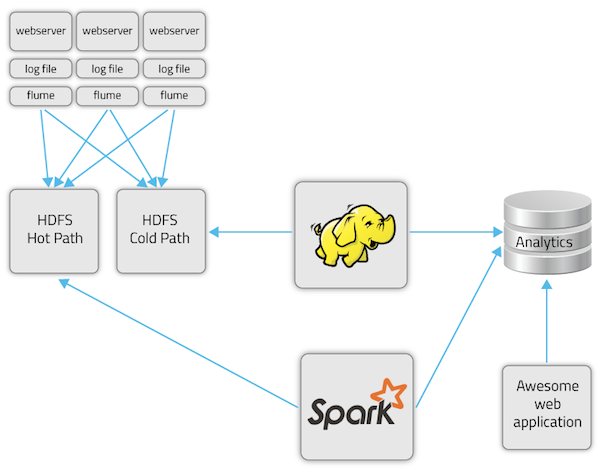 webserver webserver webserver
log file log file log file
flume flume flume
HDFS
Hot Path
HDFS
Cold Path
Analytics
Spark
Awesome
web
application